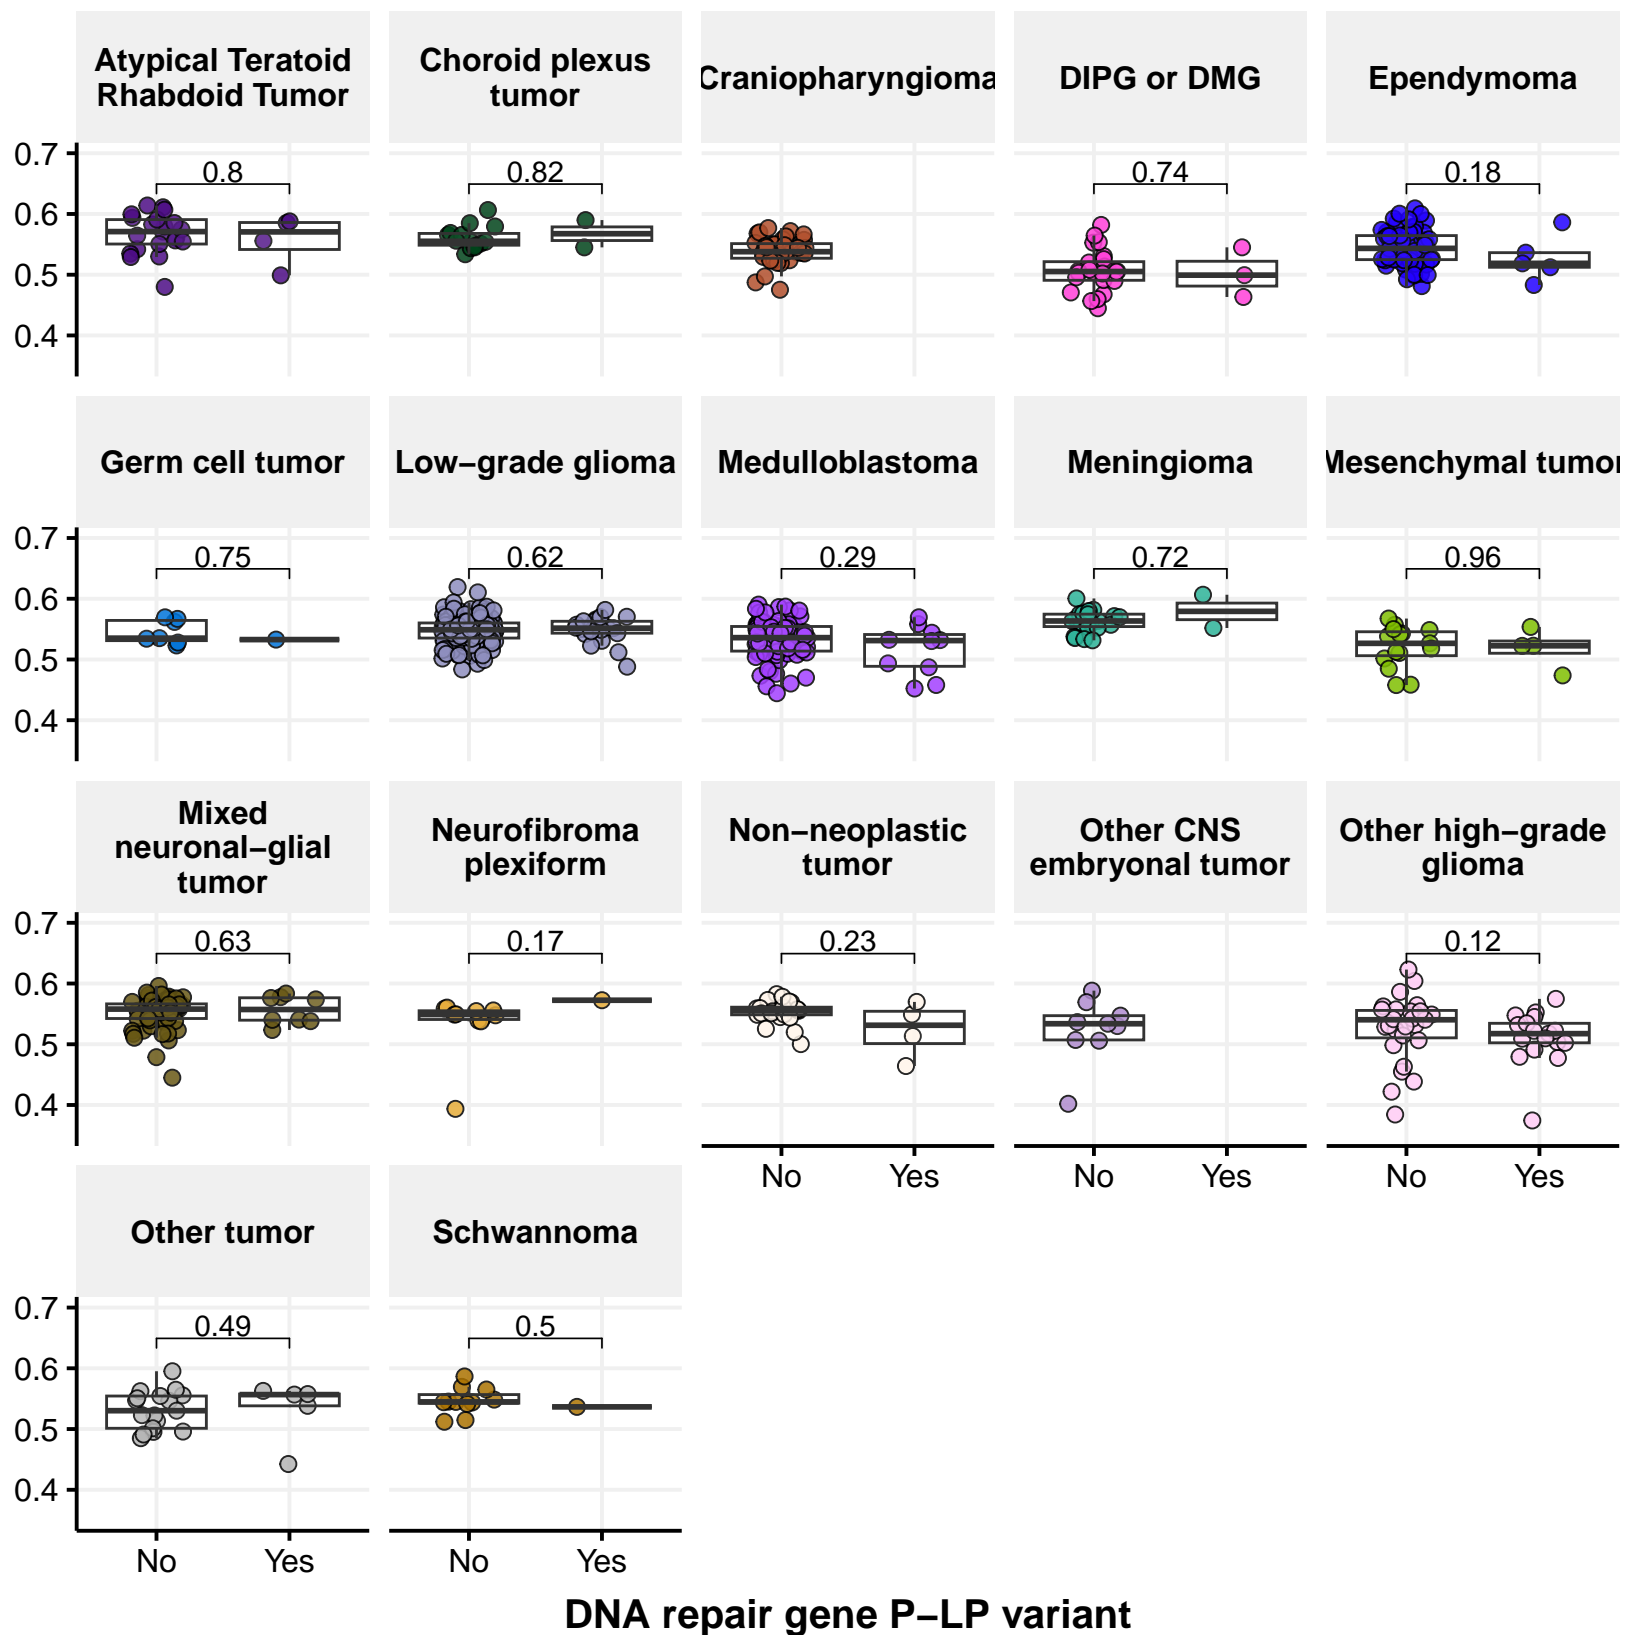 Atypical Teratoid
Rhabdoid Tumor
Choroid plexus
tumor
Craniopharyngioma
DIPG or DMG
Ependymoma
0.7
0.6
0.5
0.4
0.8
0.82
0.74
0.18
Germ cell tumor
Low−grade glioma
Medulloblastoma
Meningioma
Mesenchymal tumor
0.7
0.6
0.5
0.4
0.75
0.62
0.29
0.72
0.96
Mixed
neuronal−glial
tumor
Neurofibroma
plexiform
Non−neoplastic
tumor
Other CNS
embryonal tumor
Other high−grade
glioma
0.7
0.6
0.5
0.4
0.63
0.17
0.23
0.12
No Yes
No Yes
No Yes
Other tumor
Schwannoma
0.7
0.6
0.5
0.4
0.49
0.5
No Yes
No Yes
DNA repair gene P−LP variant